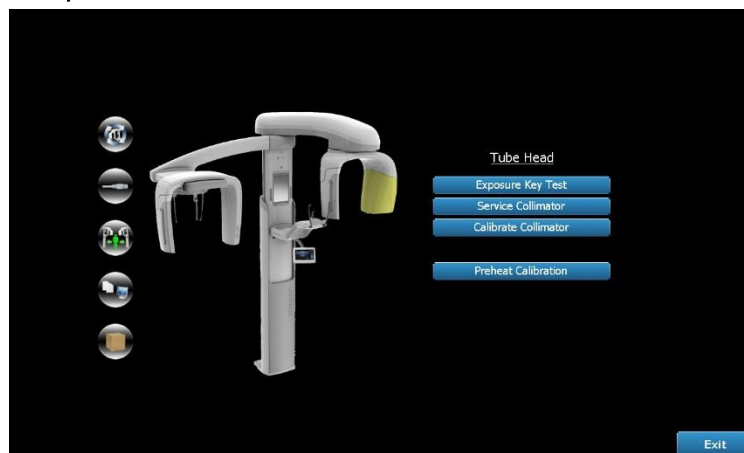 Tube Head
Exposure Key Test
Service Collimator
Calibrate Collimator
Preheat Calibration
Exit